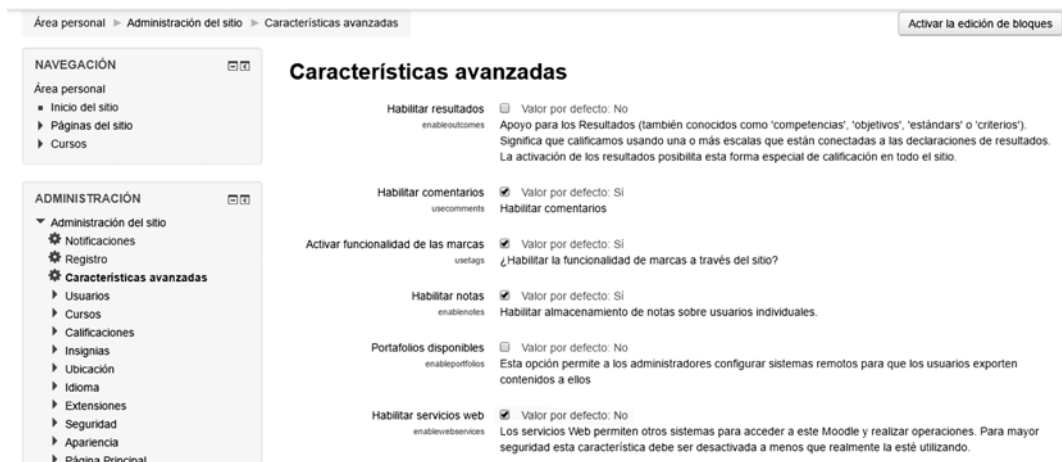 Área personal ► Administración del sitio ► Características avanzadas
Activar la edición de bloques
NAVEGACIÓN
Área personal
Inicio del sitio
Páginas del sitio
Cursos
ADMINISTRACIÓN
Administración del sitio
Notificaciones
Registro
Características avanzadas
Usuarios
Cursos
Calificaciones
Insignias
Ubicación
Idioma
Extensiones
Seguridad
Apariencia
Página Principal
Características avanzadas
Habilitar resultados Valor por defecto: No
enableoutcomes Apoyo para los Resultados (también conocidos como 'competencias', 'objetivos', 'estándars' o 'criterios').
Significa que calificamos usando una o más escalas que están conectadas a las declaraciones de resultados.
La activación de los resultados posibilita esta forma especial de calificación en todo el sitio.
Habilitar comentarios Valor por defecto: Sí
usecomments Habilitar comentarios
Activar funcionalidad de las marcas Valor por defecto: Sí
usetags ¿Habilitar la funcionalidad de marcas a través del sitio?
Habilitar notas Valor por defecto: Sí
enablenotes Habilitar almacenamiento de notas sobre usuarios individuales.
Portafolios disponibles Valor por defecto: No
enableportfolios Esta opción permite a los administradores configurar sistemas remotos para que los usuarios exporten
contenidos a ellos
Habilitar servicios web Valor por defecto: No
enablewebservices Los servicios Web permiten otros sistemas para acceder a este Moodle y realizar operaciones. Para mayor
seguridad esta característica debe ser desactivada a menos que realmente la esté utilizando.